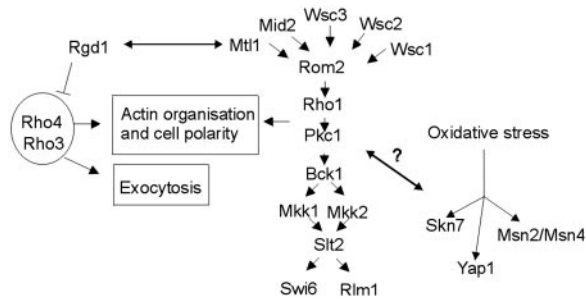 Wsc3
Mid2
Wsc2
Rgd1
Mtl1
Wsc1
Rom2
Rho4
Rho3
Actin organisation
and cell polarity
Rho1
Pkc1
Oxidative stress
?
Exocytosis
Bck1
Mkk1
Mkk2
Skn7
Msn2/Msn4
Slt2
Yap1
Swi6
Rlm1